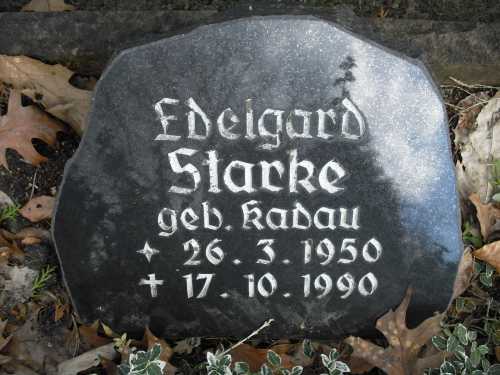 Edelgard
Starke
geb. Kadau
✦ 26. 3. 1950
✝ 17. 10. 1990